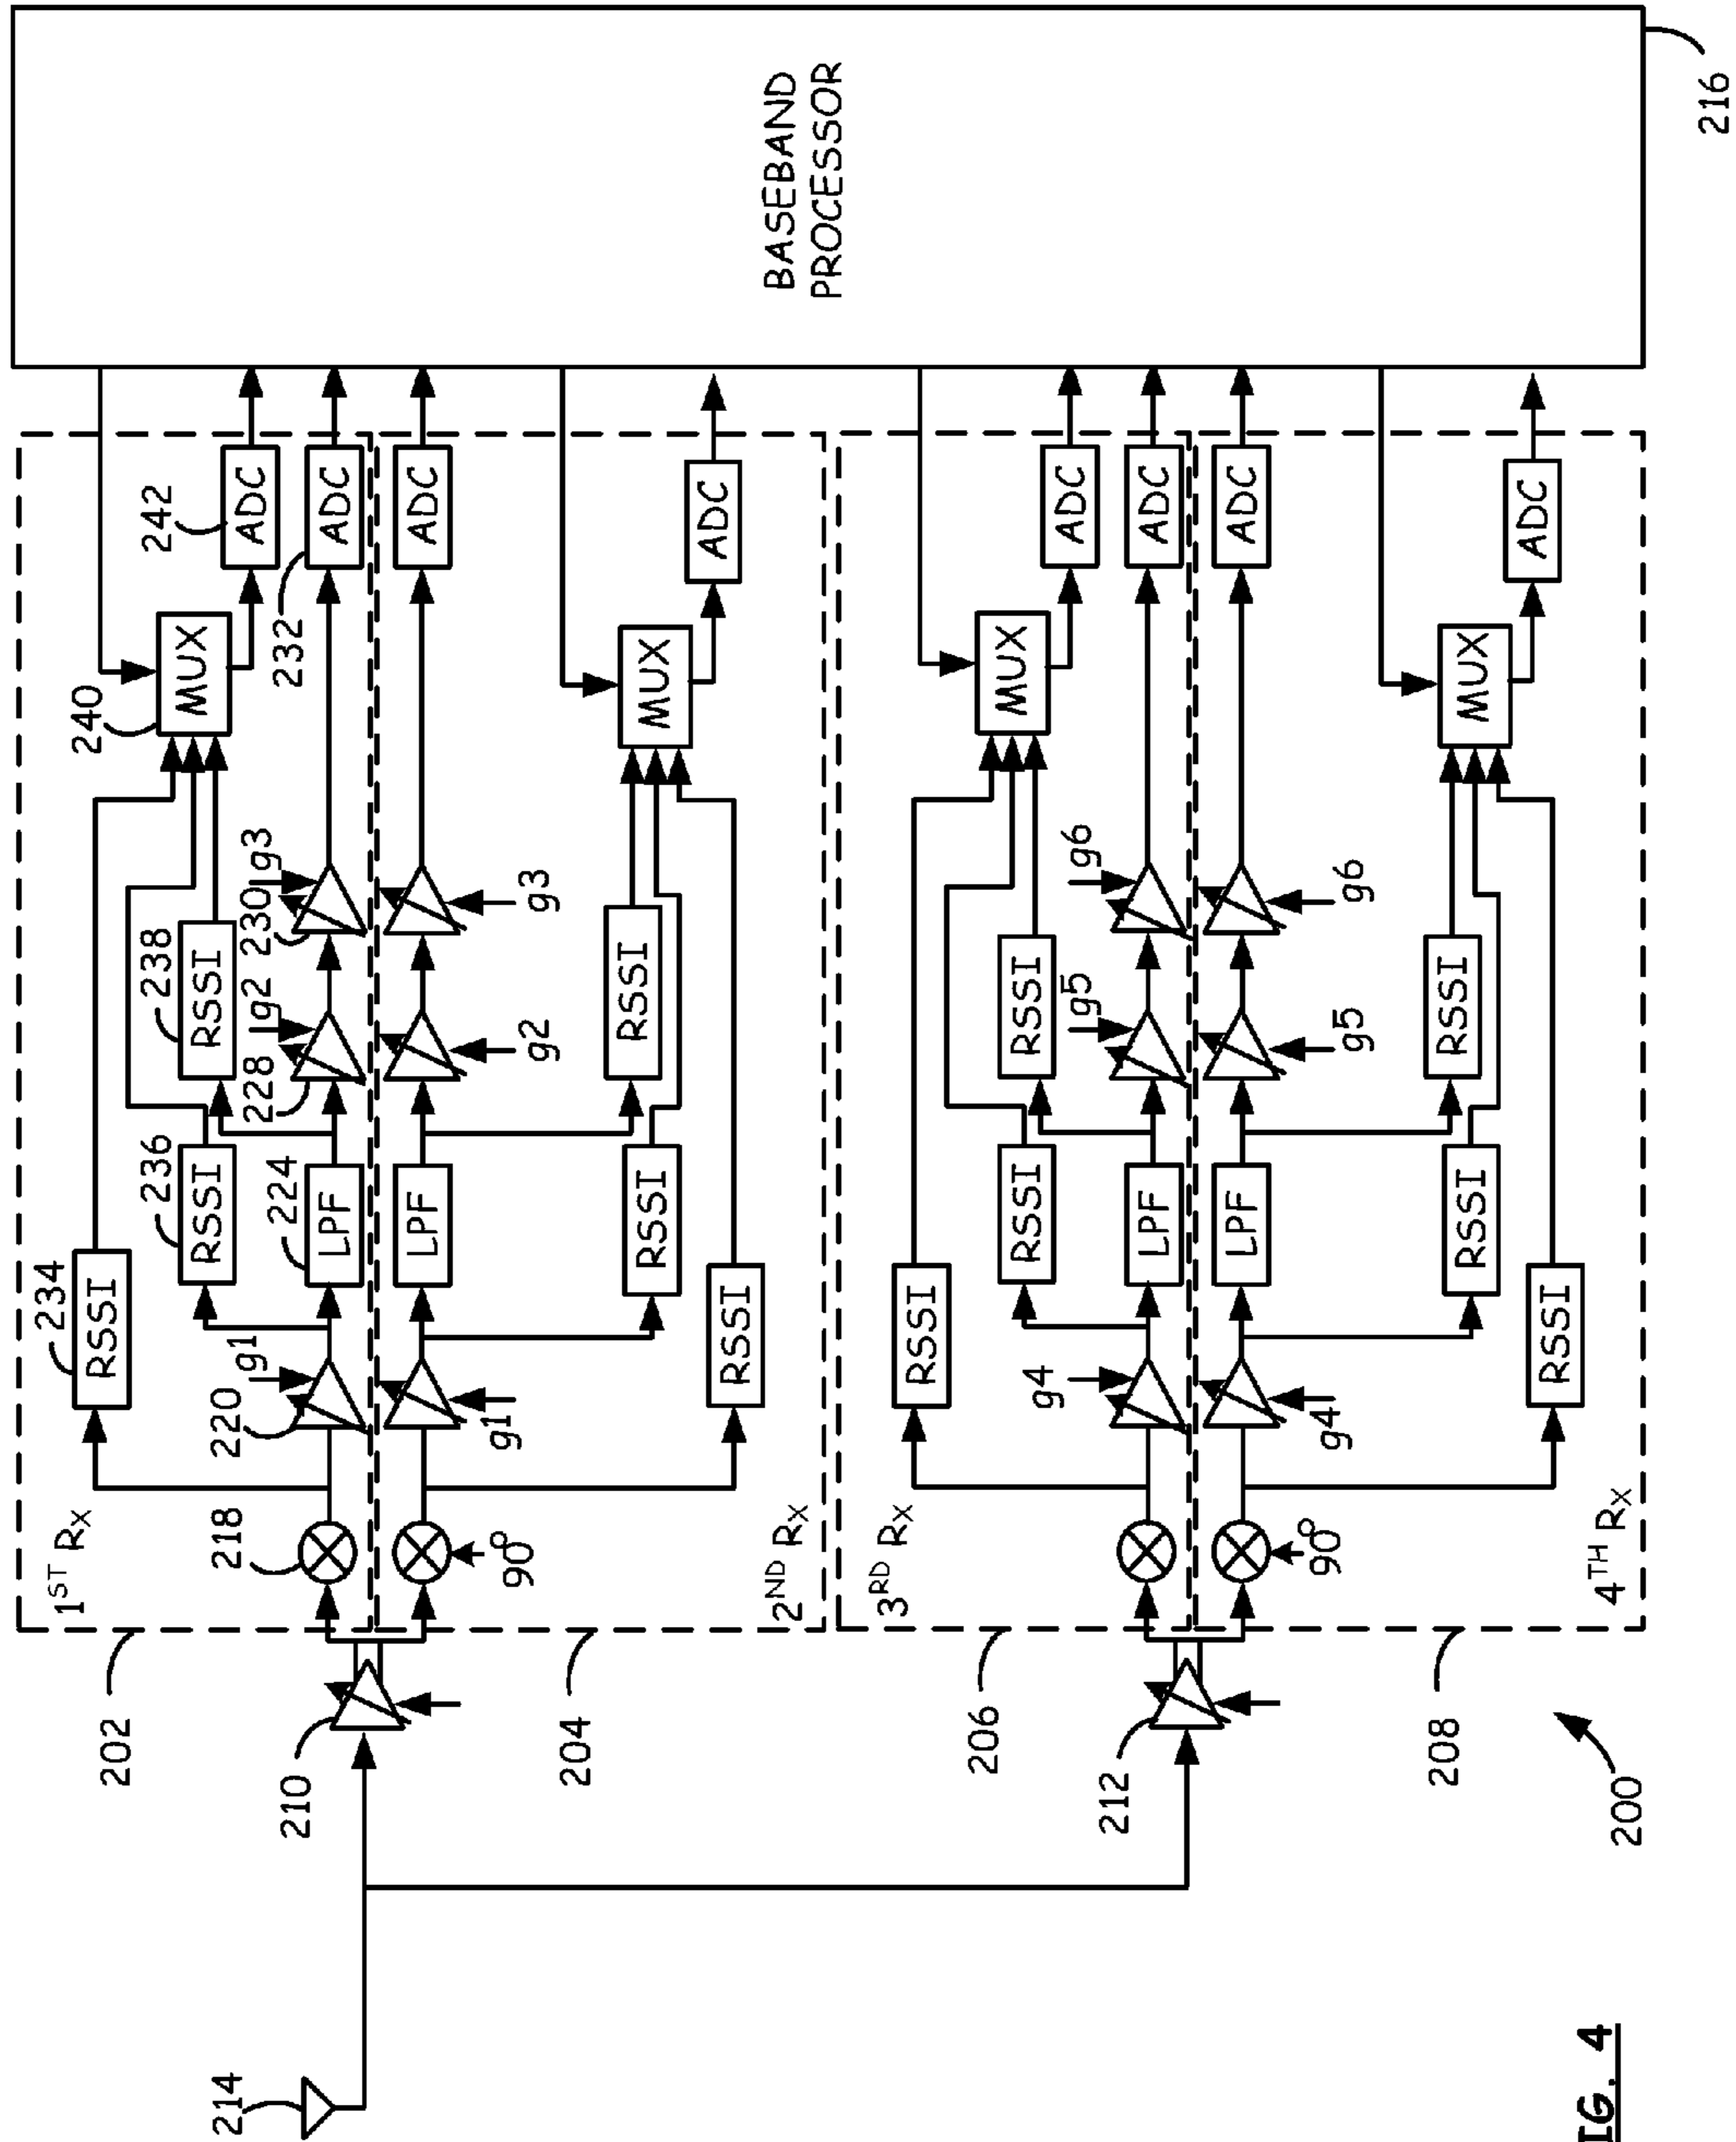 BASEBAND
PROCESSOR
216
242
ADC
232
ADC
ADC
ADC
ADC
ADC
ADC
ADC
240
MUX
MUX
MUX
MUX
g3
230
238
RSSI
g2
228
g3
g2
RSSI
g6
g5
RSSI
g6
g5
RSSI
236
RSSI
224
LPF
LPF
RSSI
RSSI
LPF
LPF
RSSI
234
RSSI
g1
220
g1
RSSI
RSSI
g4
g4
RSSI
1ST Rx
218
90°
2ND Rx
3RD Rx
90°
4TH Rx
202
210
204
206
212
208
200
214
IG. 4